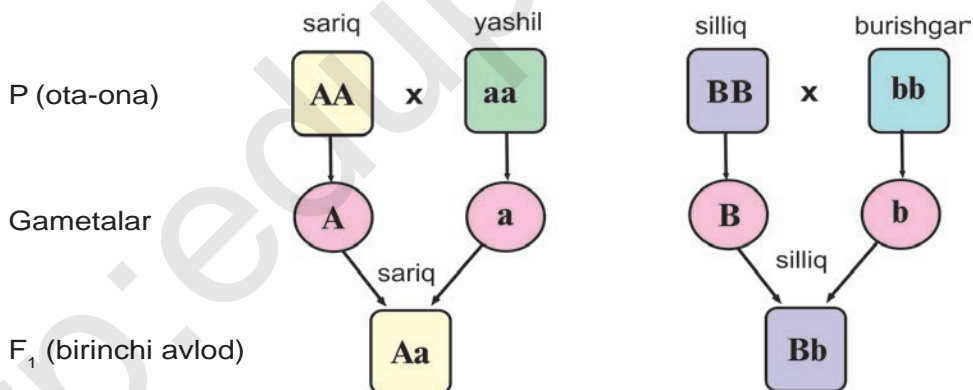 sariq yashil silliq burishgan
P (ota-ona) AA x aa BB x bb
Gametalar A a B b
sariq silliq
F₁ (birinchi avlod) Aa Bb